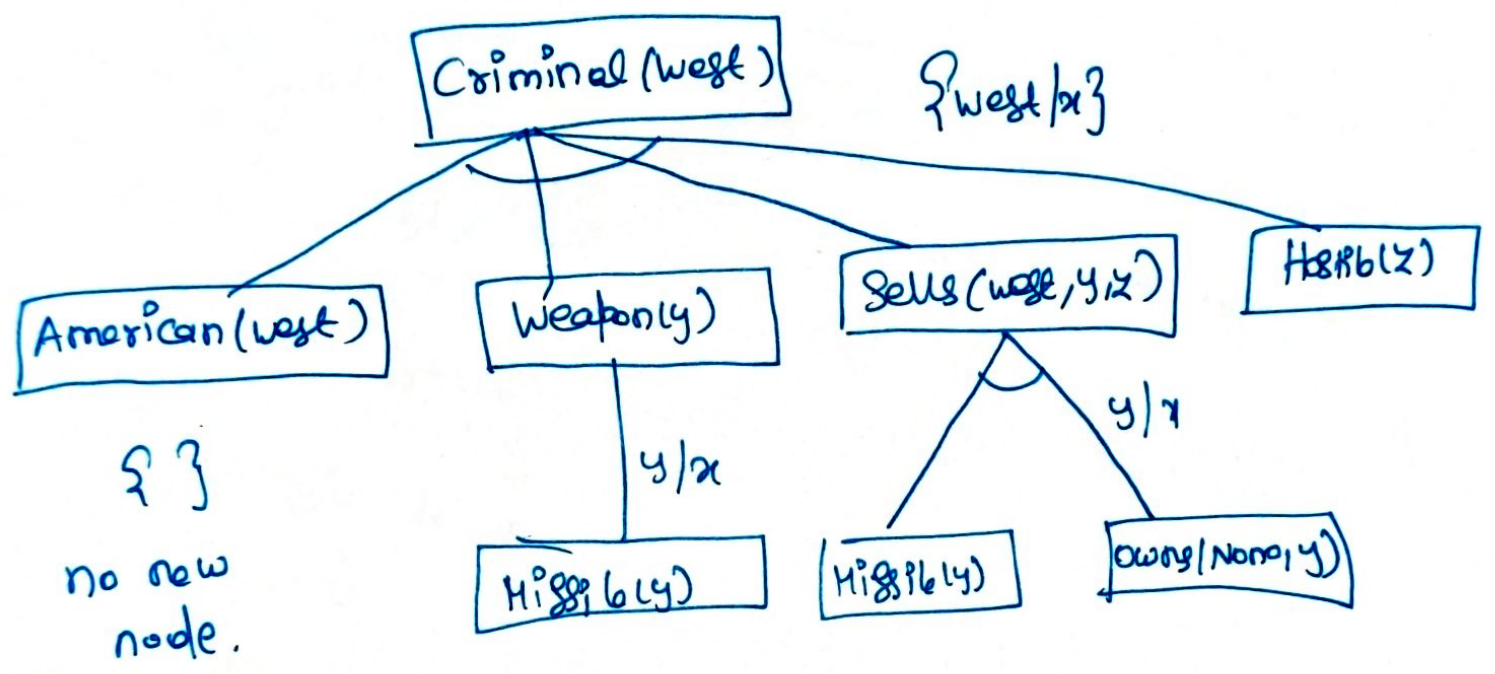 Criminal (West)
{West/x}
American (West)
Weapon(y)
Sells (West, y, z)
Hostile(z)
{ }
no new
node.
y/x
y/x
Missile(y)
Missile(y)
Owns(Nono, y)